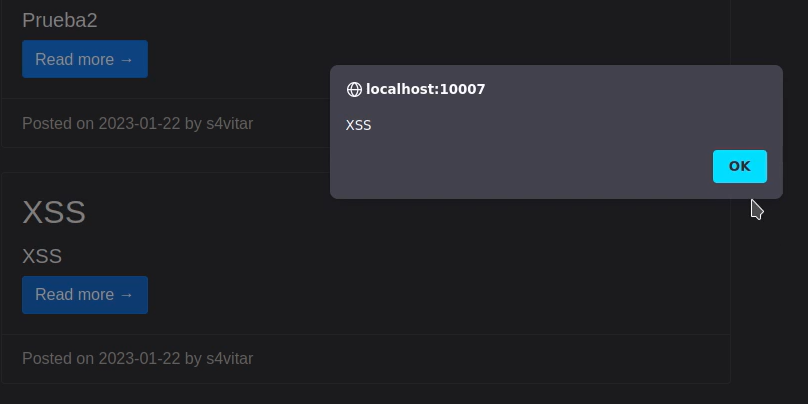 Prueba2
Read more →
Posted on 2023-01-22 by s4vitar
localhost:10007
XSS
OK
XSS
XSS
Read more →
Posted on 2023-01-22 by s4vitar